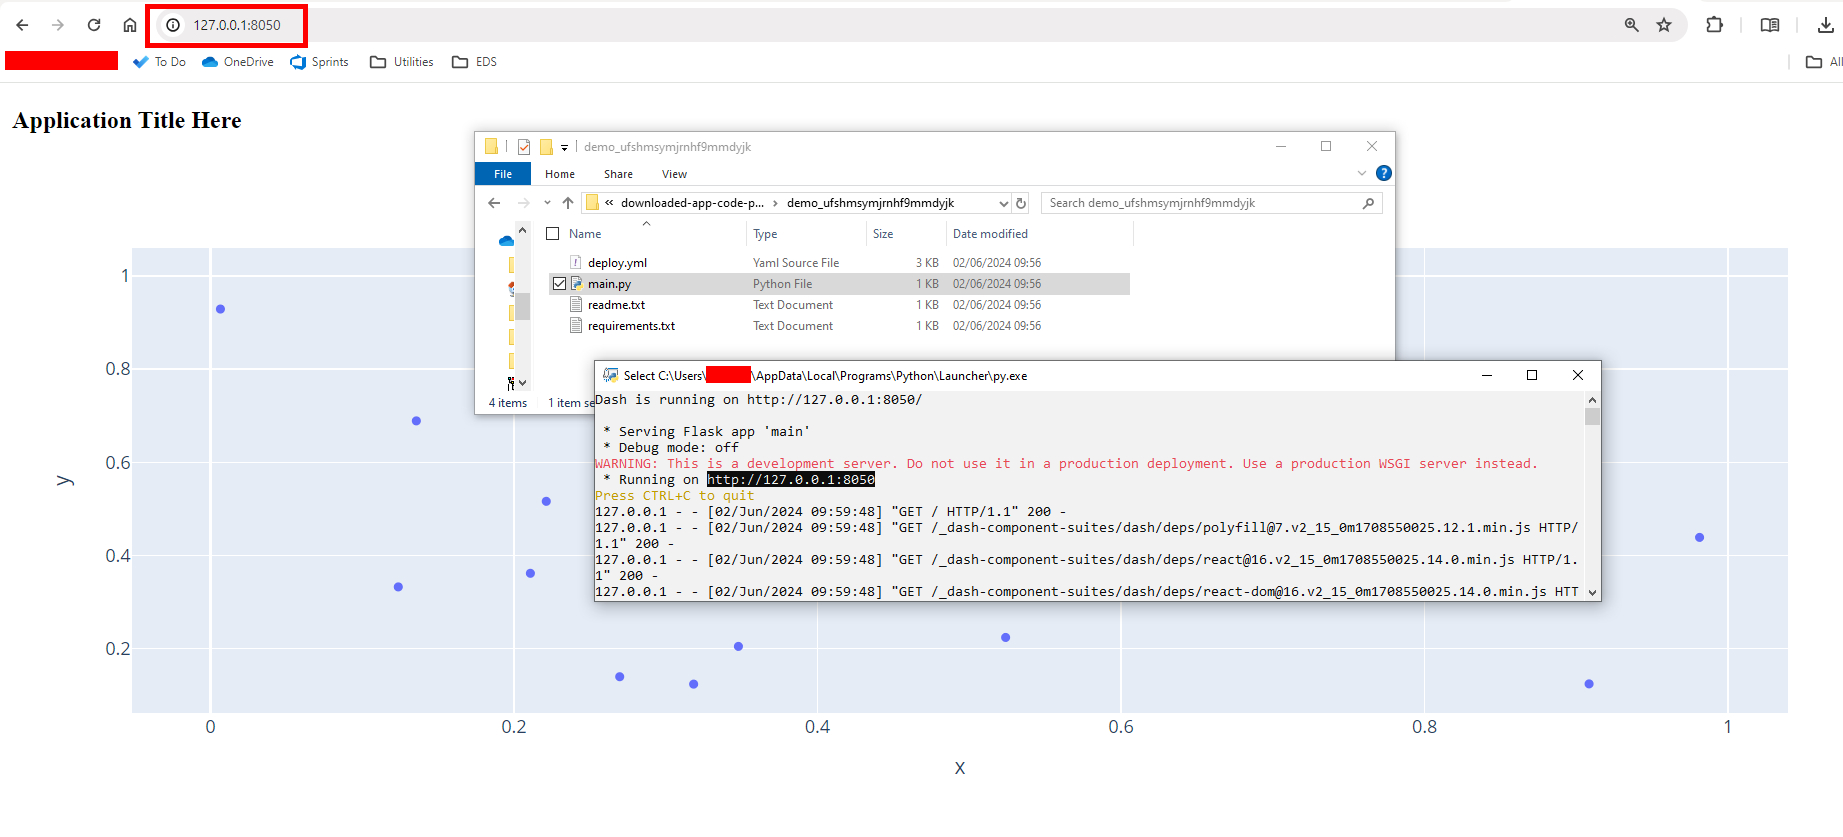 127.0.0.1:8050
To Do OneDrive Sprints Utilities EDS All
Application Title Here
demo_ufshmsymjrnhf9mmdyjk
File Home Share View ?
« downloaded-app-code-p... > demo_ufshmsymjrnhf9mmdyjk Search demo_ufshmsymjrnhf9mmdyjk
Name Type Size Date modified
deploy.yml Yaml Source File 3 KB 02/06/2024 09:56
main.py Python File 1 KB 02/06/2024 09:56
readme.txt Text Document 1 KB 02/06/2024 09:56
requirements.txt Text Document 1 KB 02/06/2024 09:56
4 items 1 item se
Select C:\Users\ \AppData\Local\Programs\Python\Launcher\py.exe
Dash is running on http://127.0.0.1:8050/
* Serving Flask app 'main'
* Debug mode: off
WARNING: This is a development server. Do not use it in a production deployment. Use a production WSGI server instead.
* Running on http://127.0.0.1:8050
Press CTRL+C to quit
127.0.0.1 - - [02/Jun/2024 09:59:48] "GET / HTTP/1.1" 200 -
127.0.0.1 - - [02/Jun/2024 09:59:48] "GET /_dash-component-suites/dash/deps/polyfill@7.v2_15_0m1708550025.12.1.min.js HTTP/
1.1" 200 -
127.0.0.1 - - [02/Jun/2024 09:59:48] "GET /_dash-component-suites/dash/deps/react@16.v2_15_0m1708550025.14.0.min.js HTTP/1.
1" 200 -
127.0.0.1 - - [02/Jun/2024 09:59:48] "GET /_dash-component-suites/dash/deps/react-dom@16.v2_15_0m1708550025.14.0.min.js HTT
1
0.8
0.6
0.4
0.2
y
0 0.2 0.4 0.6 0.8 1
x